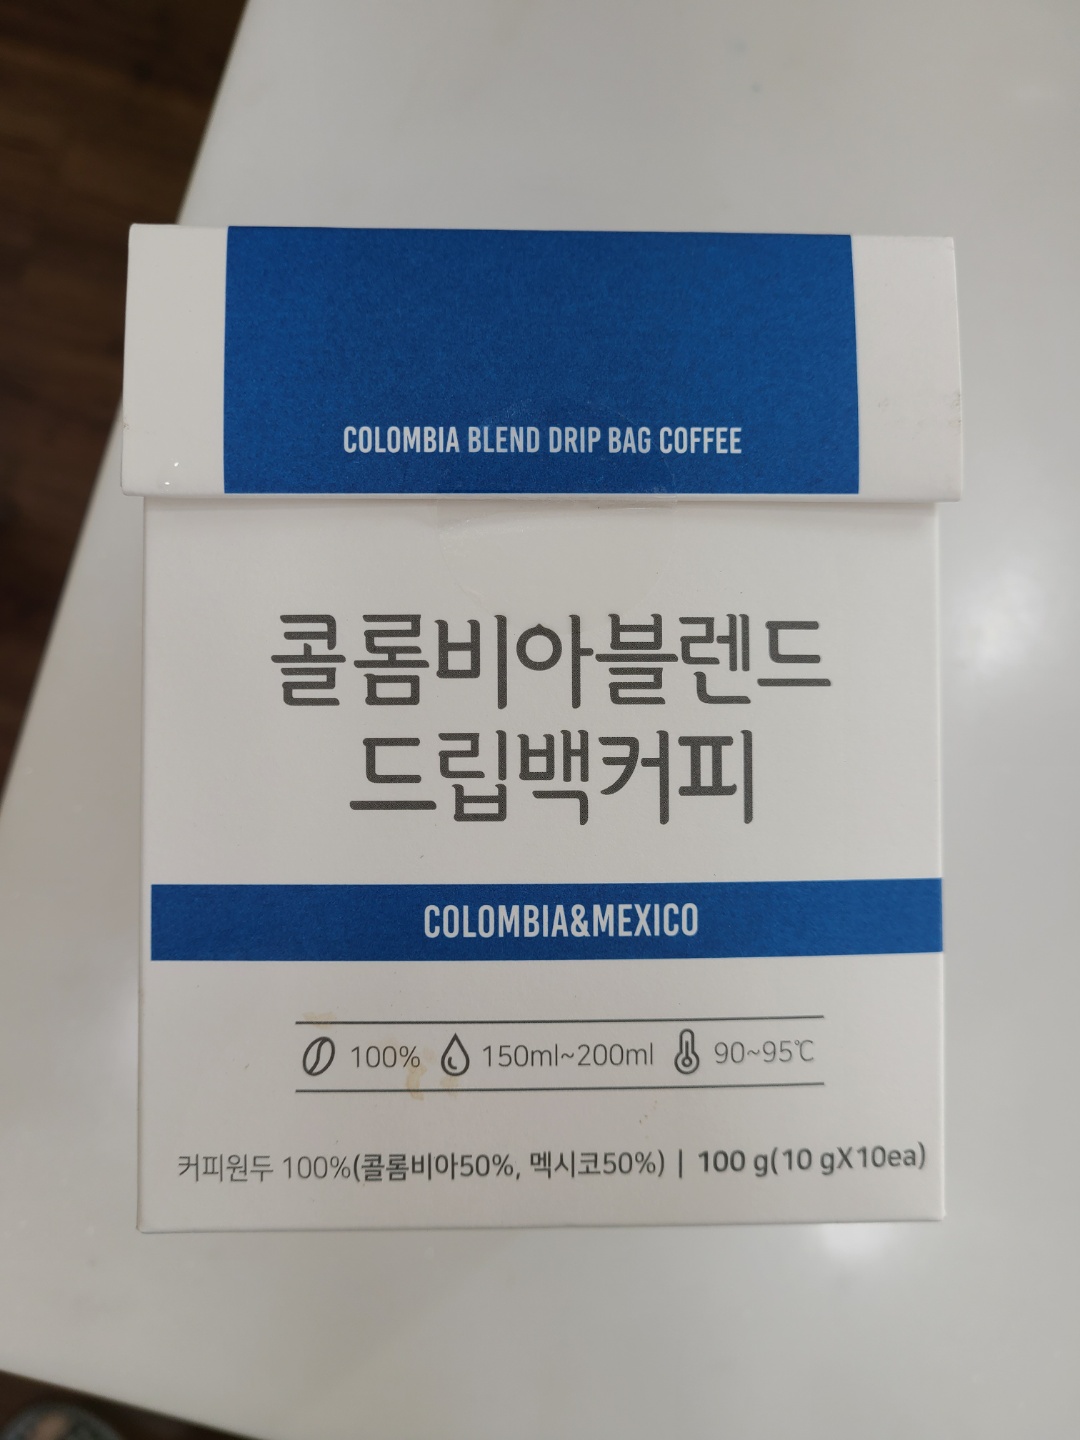 COLOMBIA BLEND DRIP BAG COFFEE
콜롬비아블렌드
드립백커피
COLOMBIA&MEXICO
100% 150ml~200ml 90~95℃
커피원두 100%(콜롬비아50%, 멕시코50%) | 100 g(10 gX10ea)